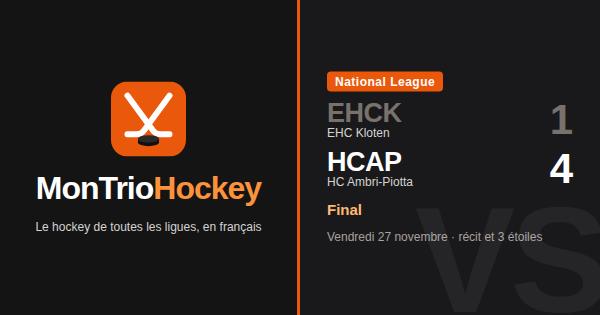 MonTrioHockey
Le hockey de toutes les ligues, en français
National League
EHCK 1
EHC Kloten
HCAP 4
HC Ambri-Piotta
Final
Vendredi 27 novembre · récit et 3 étoiles
VS